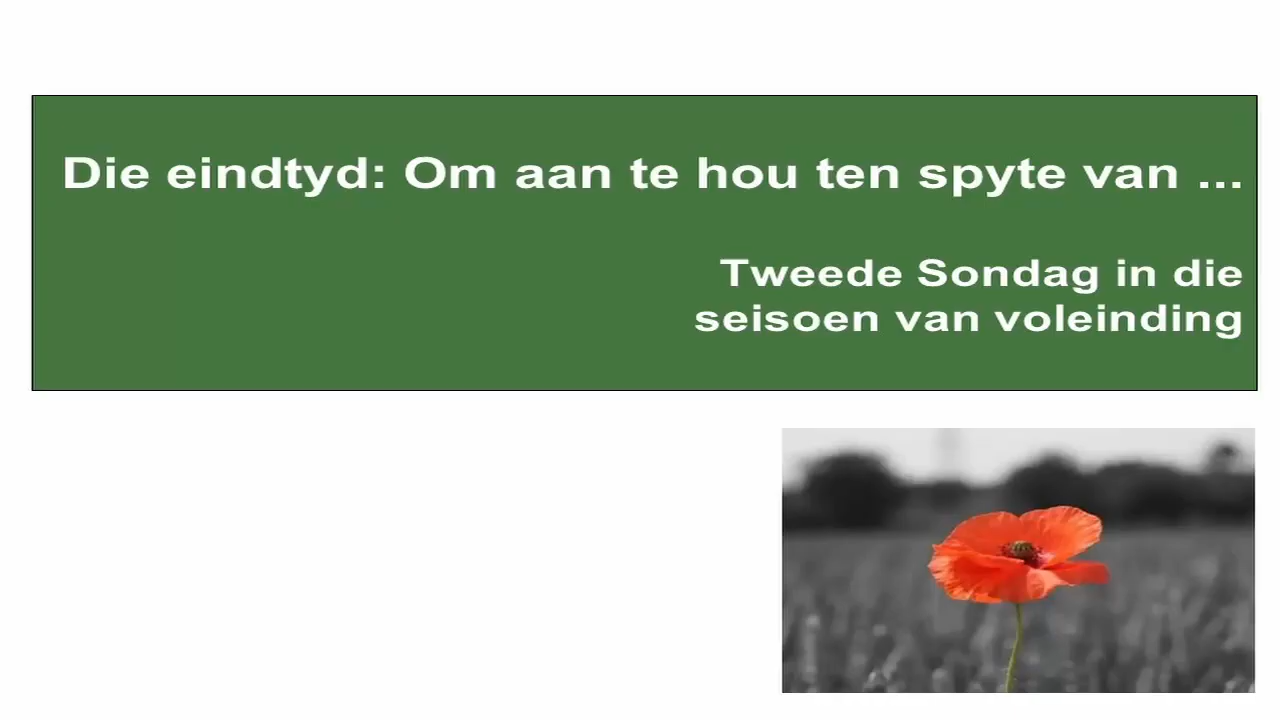 Die eindtyd: Om aan te hou ten spyte van ...
Tweede Sondag in die
seisoen van voleinding